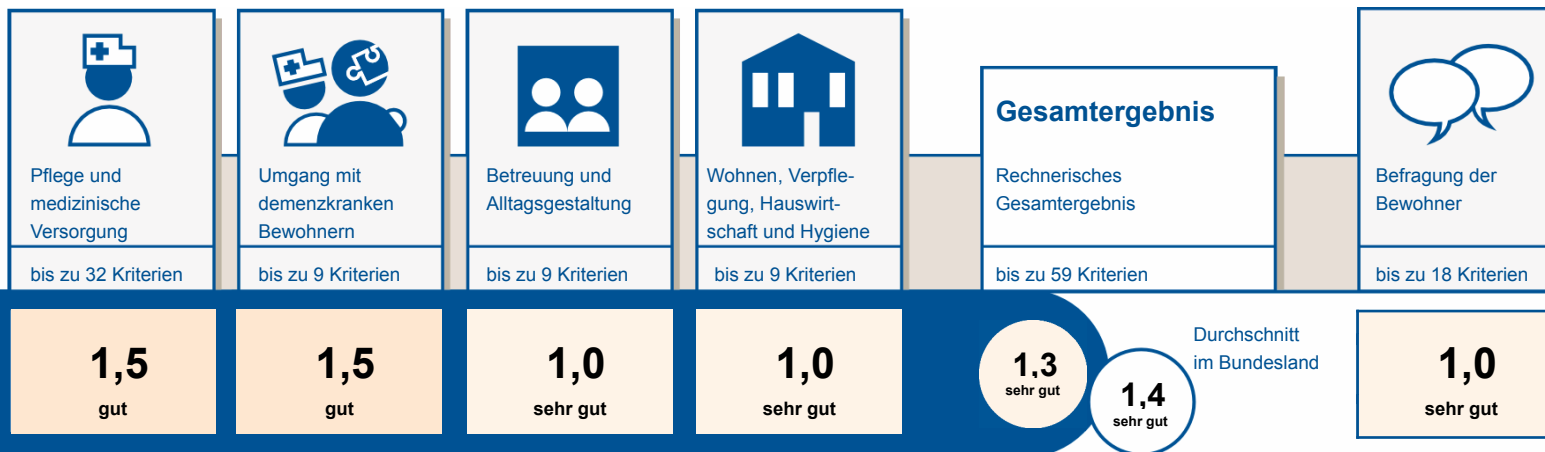 Pflege und
medizinische
Versorgung
bis zu 32 Kriterien
1,5
gut
Umgang mit
demenzkranken
Bewohnern
bis zu 9 Kriterien
1,5
gut
Betreuung und
Alltagsgestaltung
bis zu 9 Kriterien
1,0
sehr gut
Wohnen, Verpfle-
gung, Hauswirt-
schaft und Hygiene
bis zu 9 Kriterien
1,0
sehr gut
Gesamtergebnis
Rechnerisches
Gesamtergebnis
bis zu 59 Kriterien
1,3
sehr gut
Durchschnitt
im Bundesland
1,4
sehr gut
Befragung der
Bewohner
bis zu 18 Kriterien
1,0
sehr gut